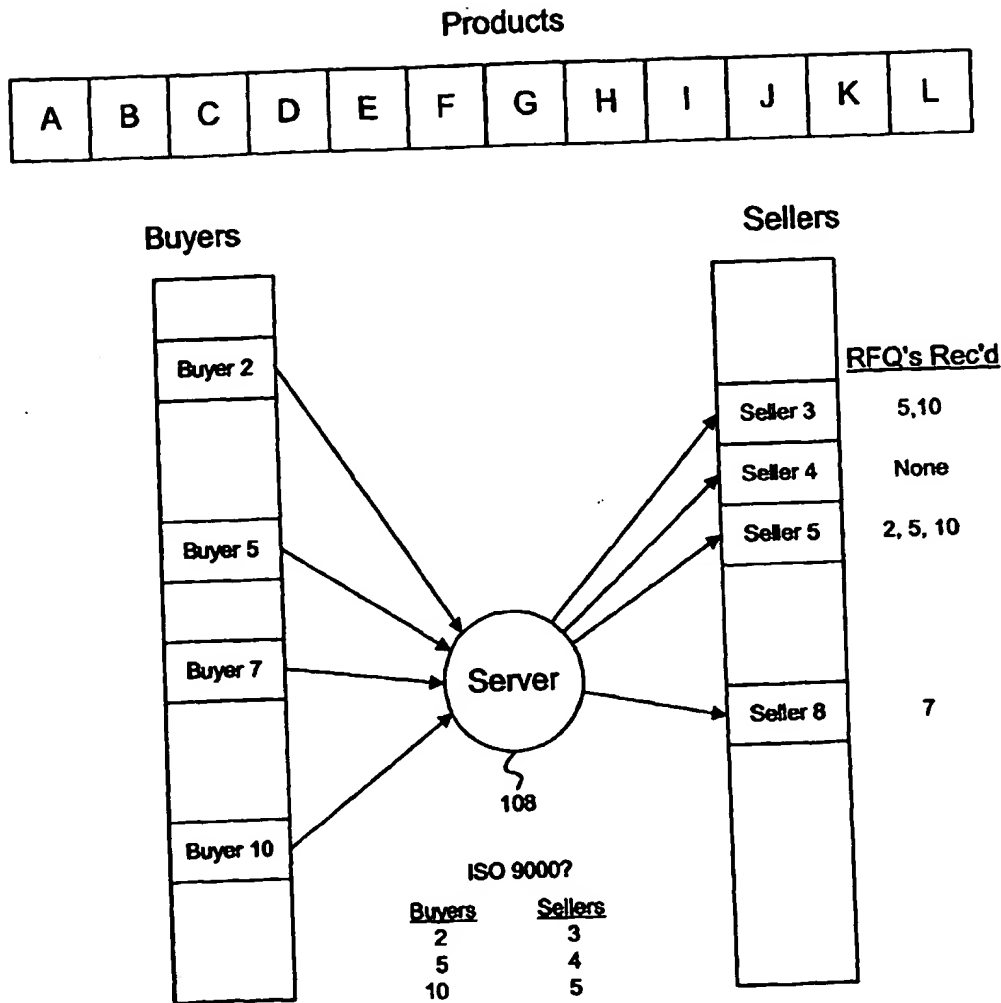 Products
A B C D E F G H I J K L
Buyers
Sellers
RFQ's Rec'd
Buyer 2
Seller 3 5,10
Seller 4 None
Buyer 5
Seller 5 2, 5, 10
Buyer 7
Server
Seller 8 7
108
Buyer 10
ISO 9000?
Buyers Sellers
2 3
5 4
10 5